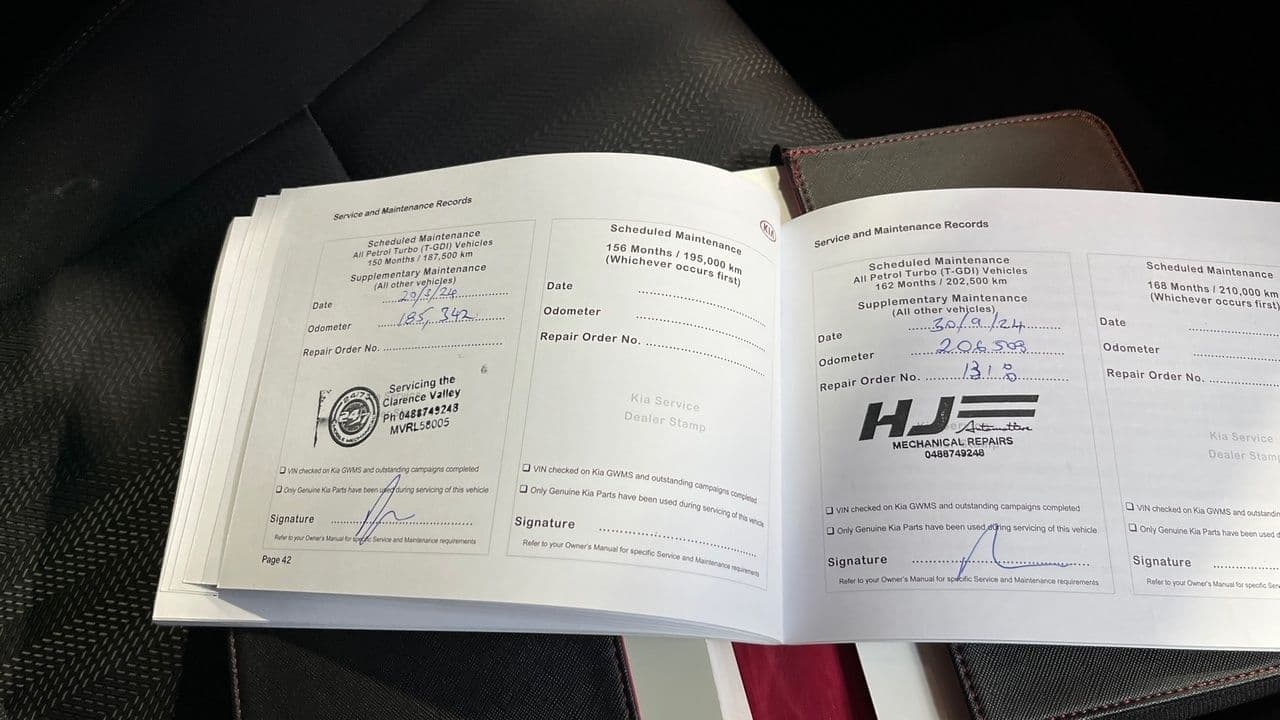 Service and Maintenance Records
Scheduled Maintenance
All Petrol Turbo (T-GDI) Vehicles
150 Months / 187,500 km
Supplementary Maintenance
(All other vehicles)
Date 20/3/24
Odometer 185,342
Repair Order No.
24/7
Servicing the
Clarence Valley
Ph 0488749248
MVRL58005
VIN checked on Kia GWMS and outstanding campaigns completed
Only Genuine Kia Parts have been used during servicing of this vehicle
Signature
Refer to your Owner's Manual for specific Service and Maintenance requirements
Page 42
Scheduled Maintenance
156 Months / 195,000 km
(Whichever occurs first)
Date
Odometer
Repair Order No.
Kia Service
Dealer Stamp
VIN checked on Kia GWMS and outstanding campaigns completed
Only Genuine Kia Parts have been used during servicing of this vehicle
Signature
Refer to your Owner's Manual for specific Service and Maintenance requirements
KIA
Service and Maintenance Records
Scheduled Maintenance
All Petrol Turbo (T-GDI) Vehicles
162 Months / 202,500 km
Supplementary Maintenance
(All other vehicles)
Date 30/9/24
Odometer 206509
Repair Order No. 1318
HJ
Automotive
MECHANICAL REPAIRS
0488749248
VIN checked on Kia GWMS and outstanding campaigns completed
Only Genuine Kia Parts have been used during servicing of this vehicle
Signature
Refer to your Owner's Manual for specific Service and Maintenance requirements
Scheduled Maintenance
168 Months / 210,000 km
(Whichever occurs first)
Date
Odometer
Repair Order No.
Kia Service
Dealer Stamp
VIN checked on Kia GWMS and outstandin
Only Genuine Kia Parts have been used d
Signature
Refer to your Owner's Manual for specific Serv